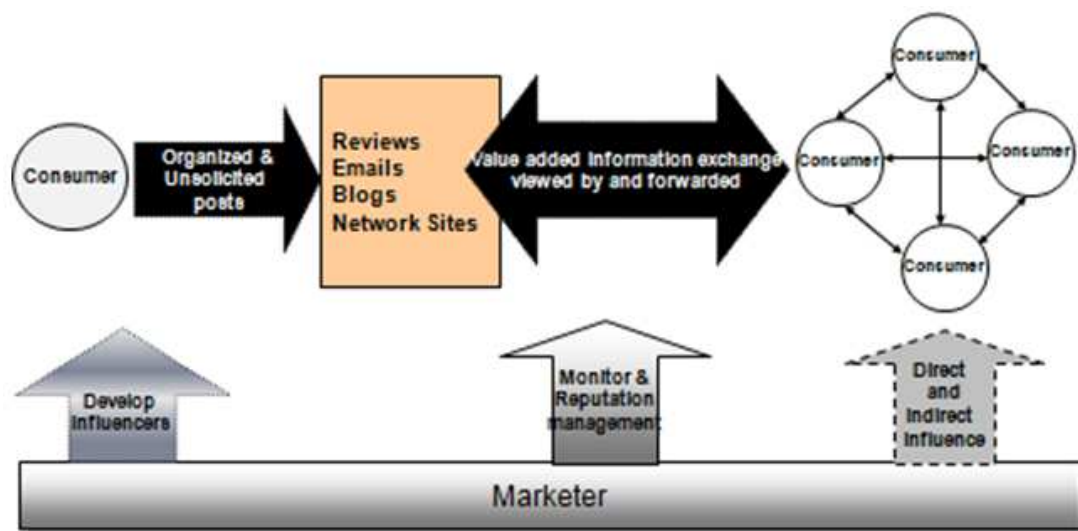 Consumer
Organized &
Unsolicited
posts
Reviews
Emails
Blogs
Network Sites
Value added Information exchange
viewed by and forwarded
Consumer
Consumer
Consumer
Consumer
Develop
Influencers
Monitor &
Reputation
management
Direct
and
Indirect
Influence
Marketer